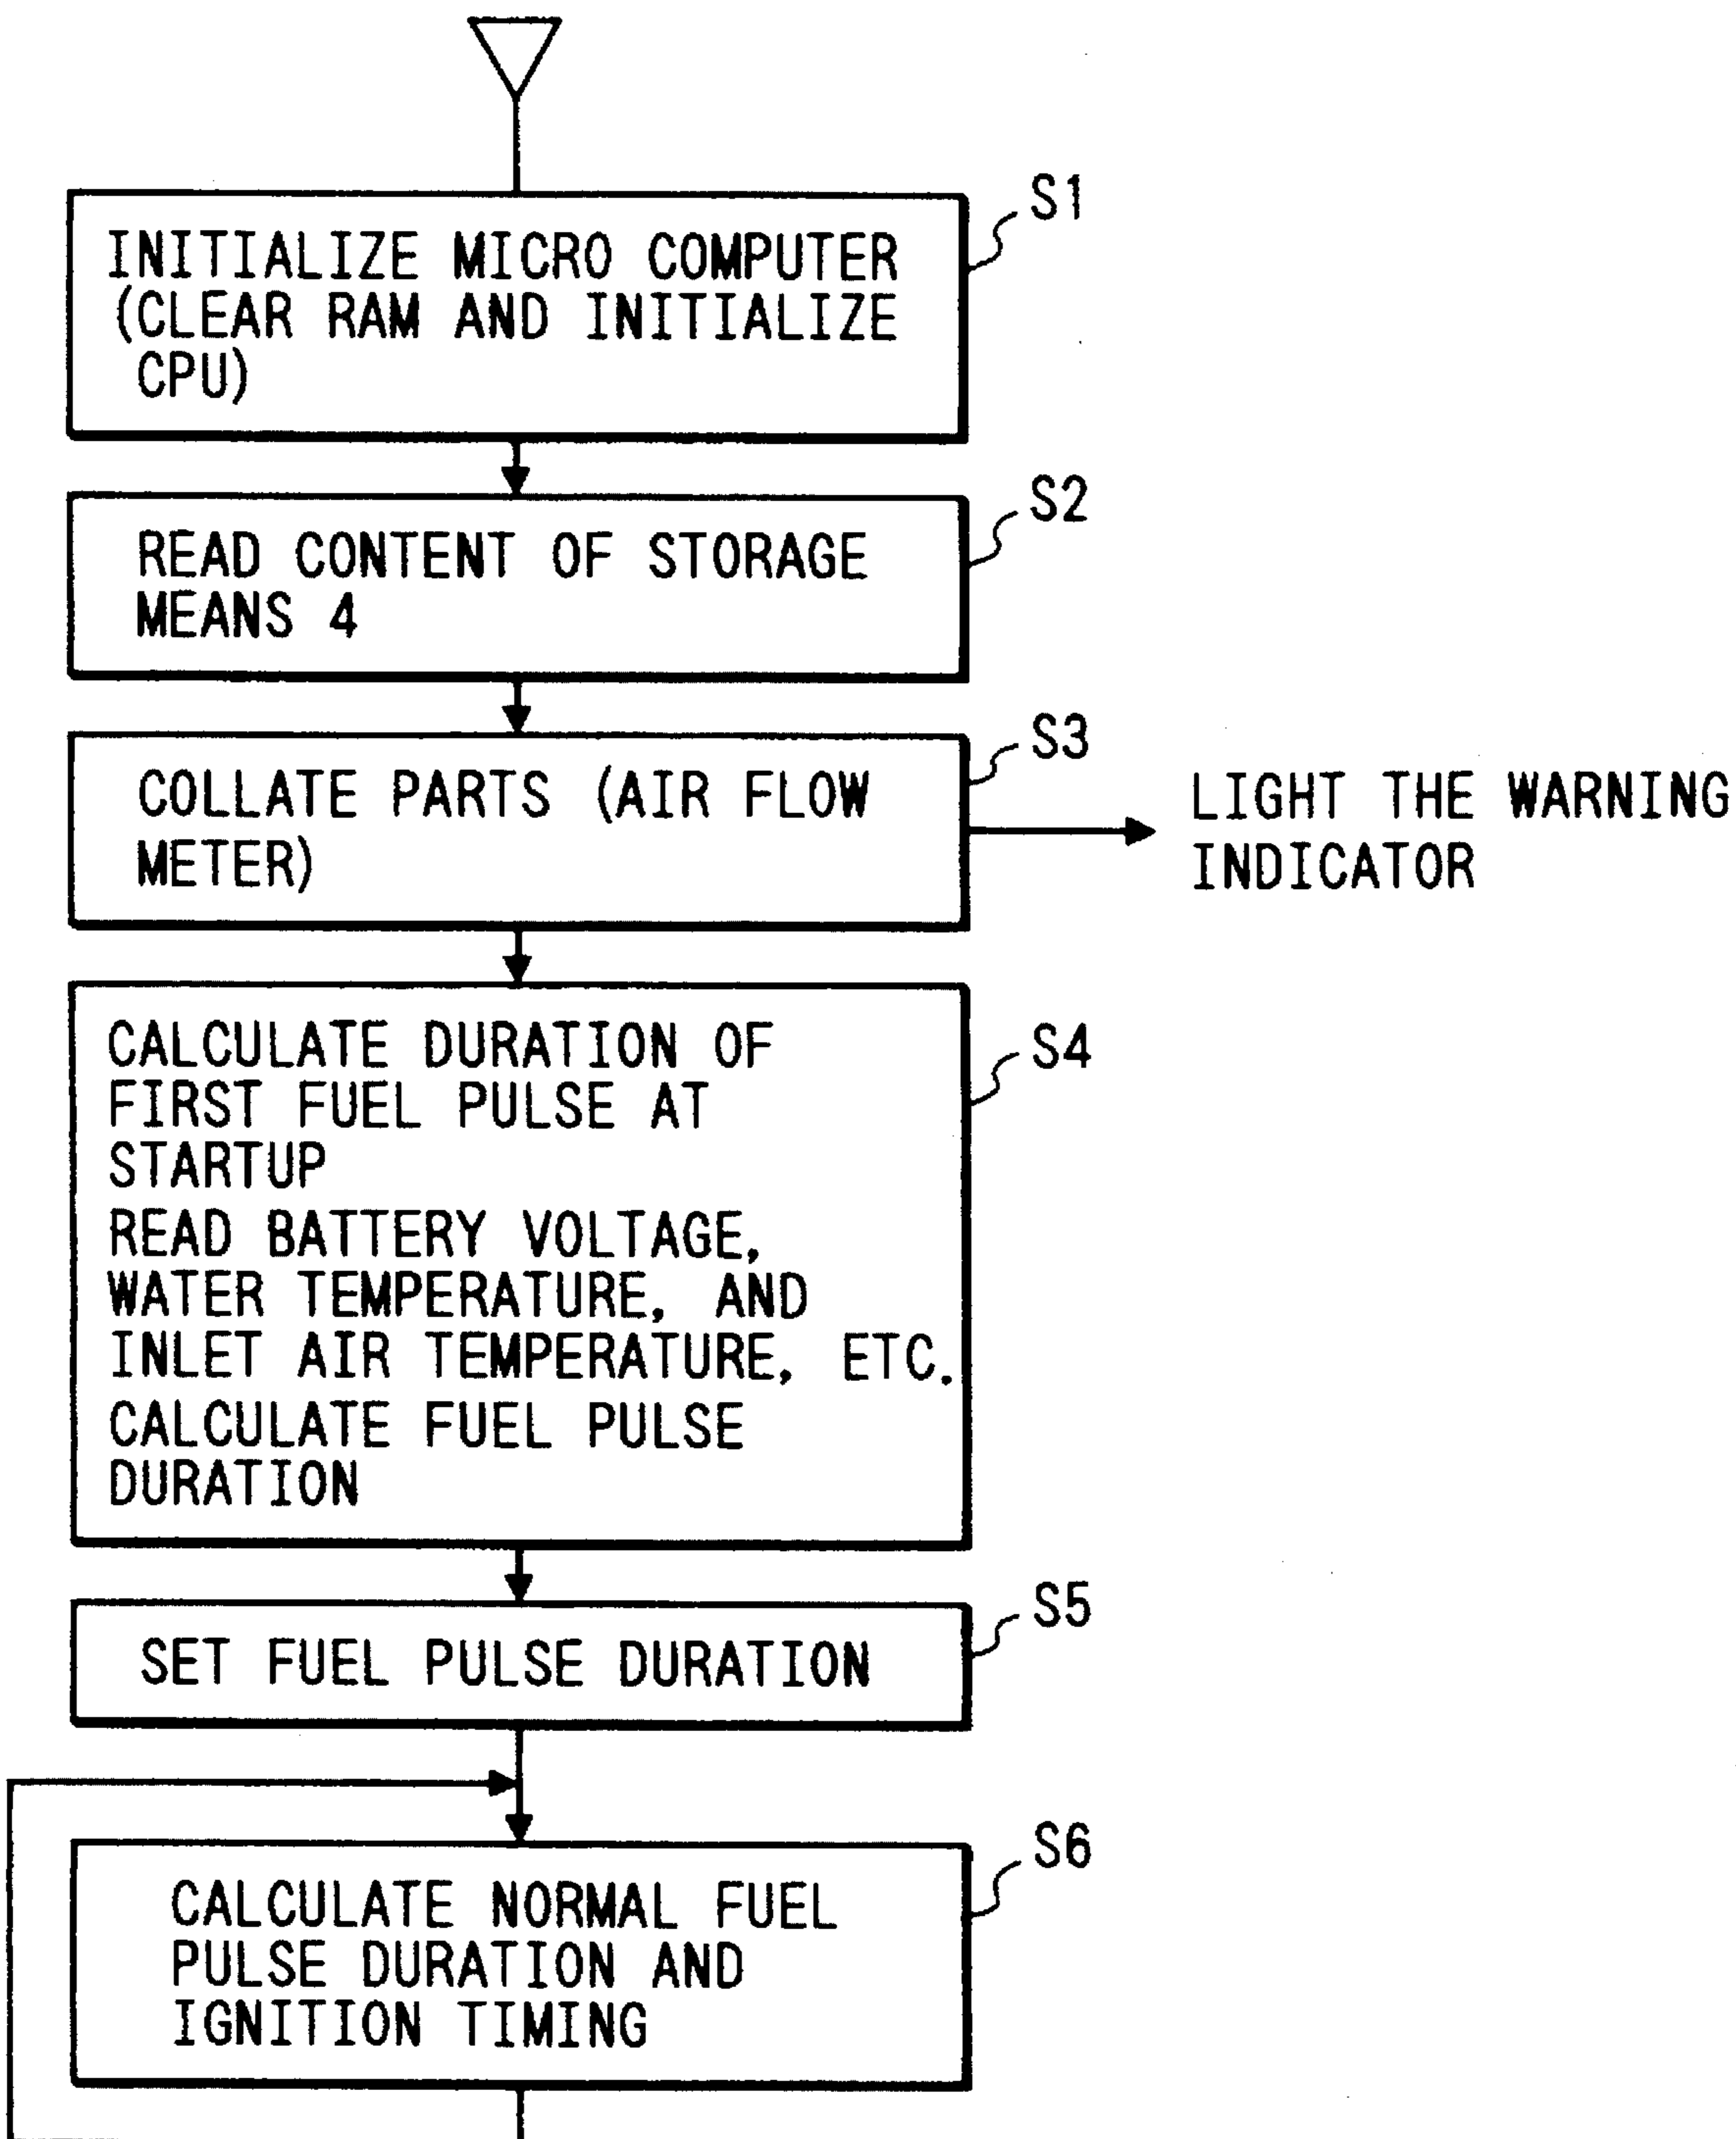 S1
INITIALIZE MICRO COMPUTER
(CLEAR RAM AND INITIALIZE
CPU)
S2
READ CONTENT OF STORAGE
MEANS 4
S3
COLLATE PARTS (AIR FLOW
METER)
LIGHT THE WARNING
INDICATOR
S4
CALCULATE DURATION OF
FIRST FUEL PULSE AT
STARTUP
READ BATTERY VOLTAGE,
WATER TEMPERATURE, AND
INLET AIR TEMPERATURE, ETC.
CALCULATE FUEL PULSE
DURATION
S5
SET FUEL PULSE DURATION
S6
CALCULATE NORMAL FUEL
PULSE DURATION AND
IGNITION TIMING